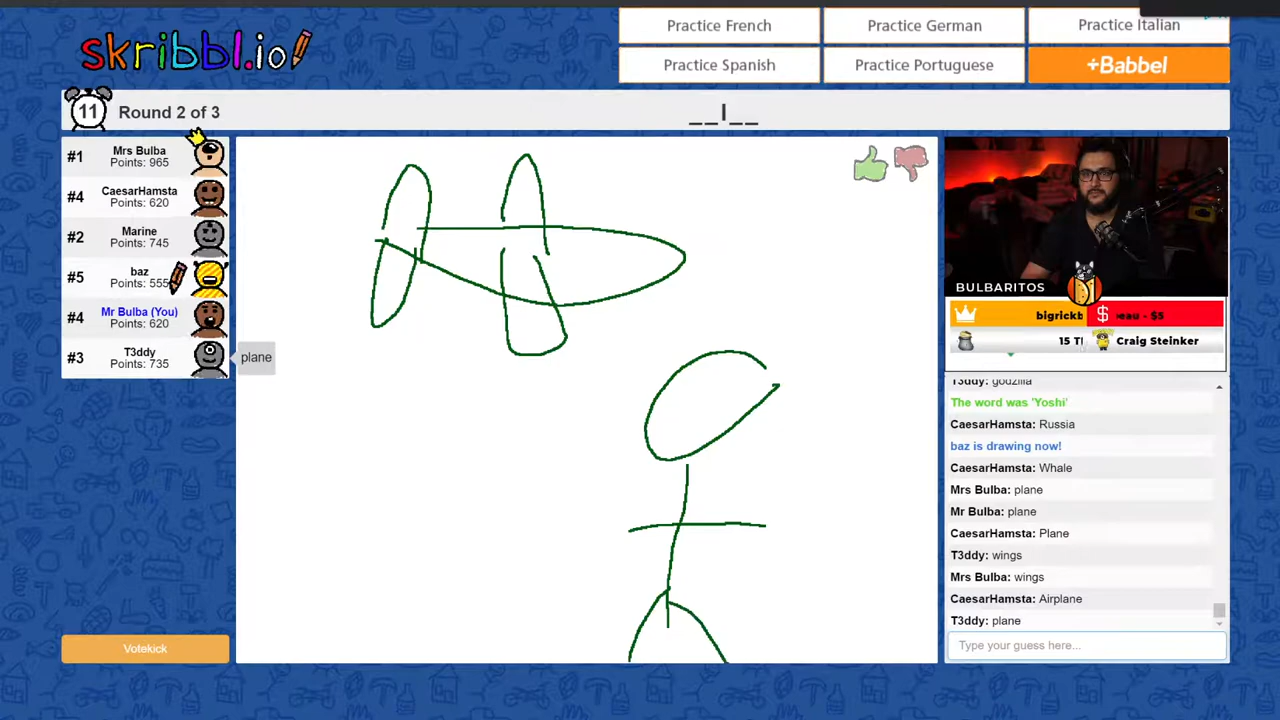 Practice French
Practice German
Practice Italian
skribbl.io
Practice Spanish
Practice Portuguese
+Babbel
11
Round 2 of 3
__I__
#1
Mrs Bulba
Points: 965
#4
CaesarHamsta
Points: 620
#2
Marine
Points: 745
#5
baz
Points: 555
#4
Mr Bulba (You)
Points: 620
#3
T3ddy
Points: 735
plane
BULBARITOS
bigrickb
eau - $5
Craig Steinker
T3ddy: godzilla
The word was 'Yoshi'
CaesarHamsta: Russia
baz is drawing now!
CaesarHamsta: Whale
Mrs Bulba: plane
Mr Bulba: plane
CaesarHamsta: Plane
T3ddy: wings
Mrs Bulba: wings
CaesarHamsta: Airplane
T3ddy: plane
Type your guess here...
Votekick